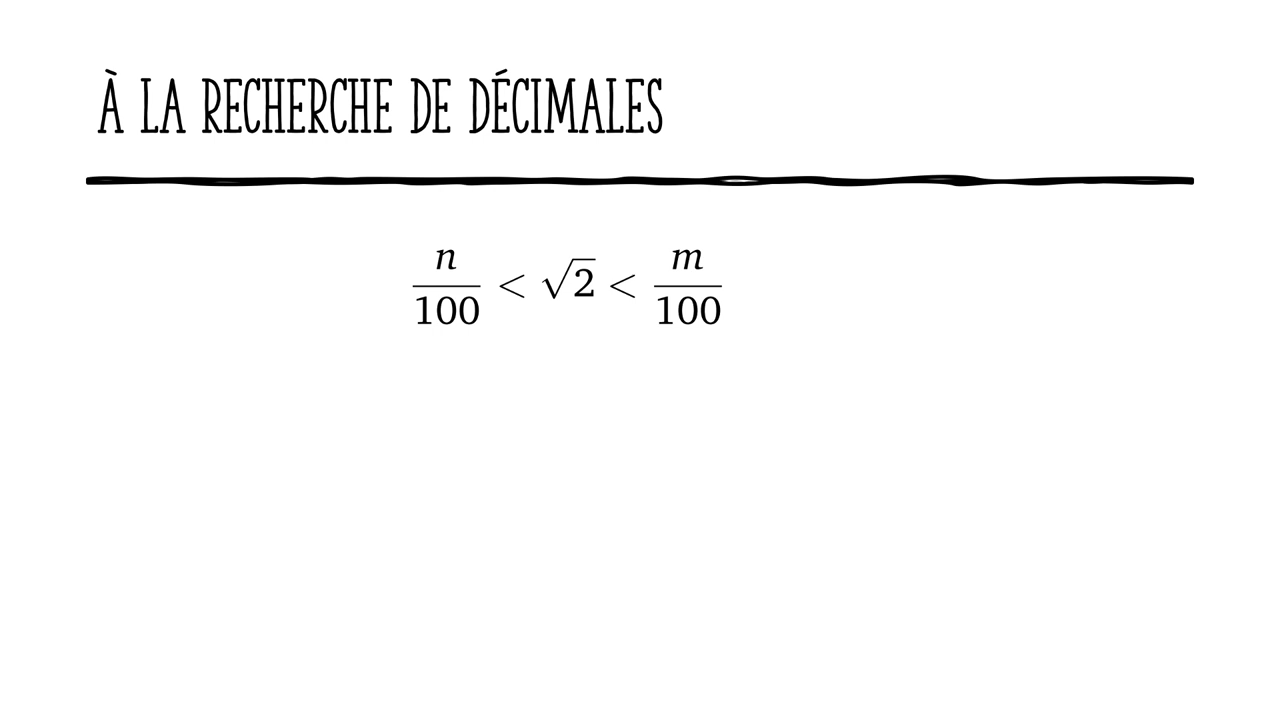 À LA RECHERCHE DE DÉCIMALES
n/100 < √2 < m/100